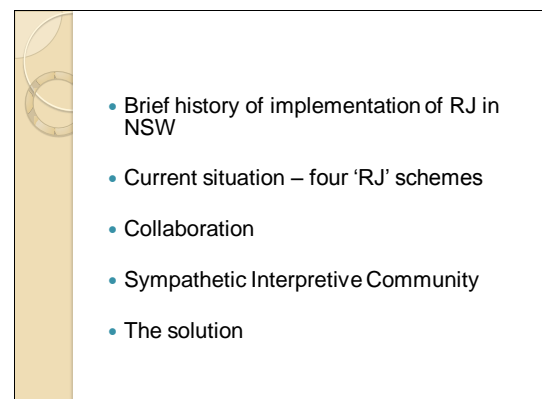 • Brief history of implementation of RJ in
NSW
• Current situation – four ‘RJ’ schemes
• Collaboration
• Sympathetic Interpretive Community
• The solution